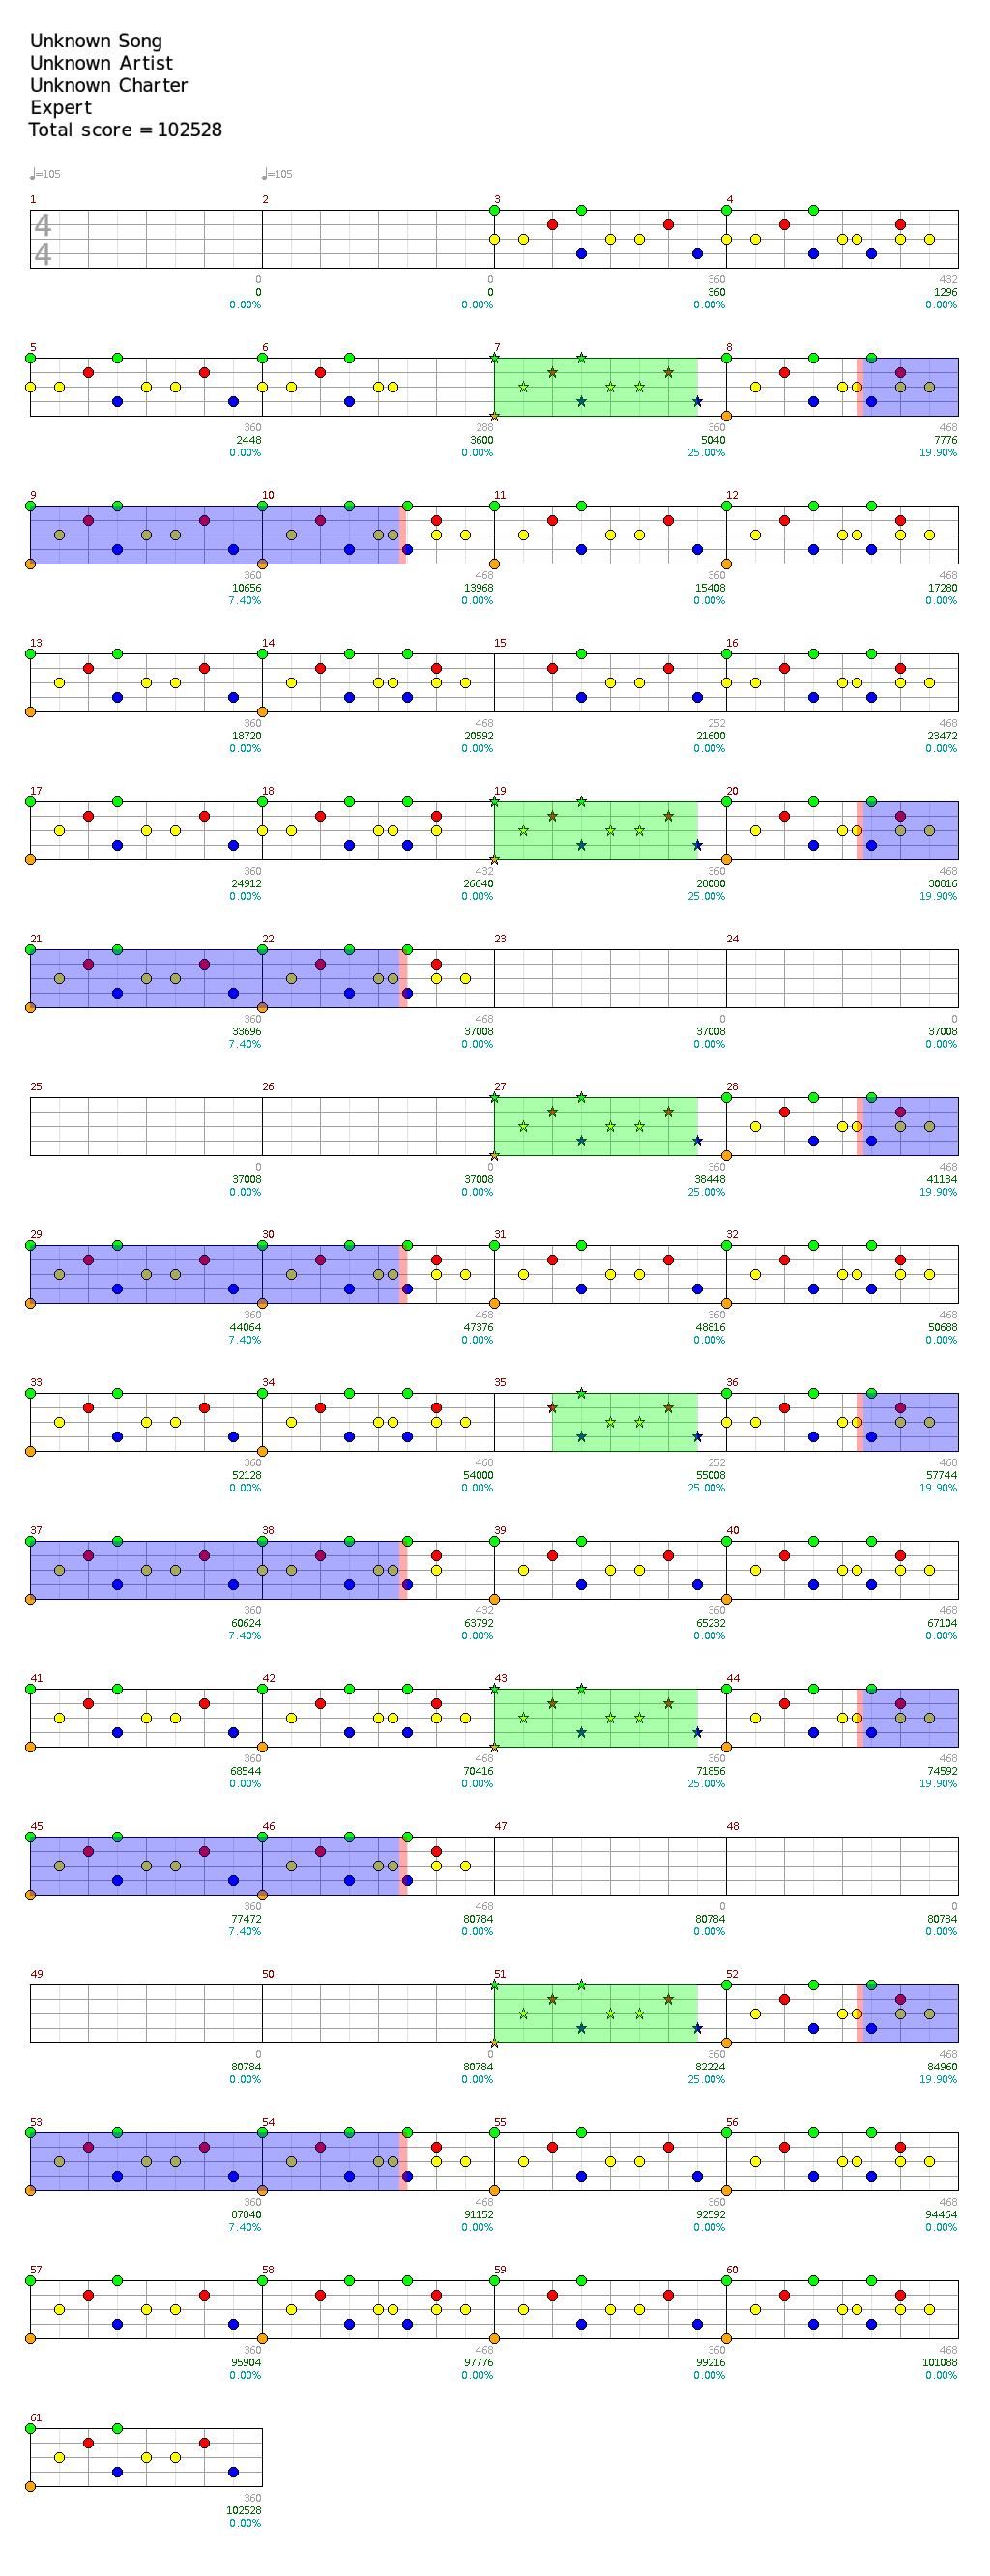 Unknown Song
Unknown Artist
Unknown Charter
Expert
Total score = 102528
♩=105 ♩=105
1 2 3 4
4
4
0 0 360 432
0 0 360 1296
0.00% 0.00% 0.00% 0.00%
5 6 7 8
360 288 360 468
2448 3600 5040 7776
0.00% 0.00% 25.00% 19.90%
9 10 11 12
360 468 360 468
10656 13968 15408 17280
7.40% 0.00% 0.00% 0.00%
13 14 15 16
360 468 252 468
18720 20592 21600 23472
0.00% 0.00% 0.00% 0.00%
17 18 19 20
360 432 360 468
24912 26640 28080 30816
0.00% 0.00% 25.00% 19.90%
21 22 23 24
360 468 0 0
33696 37008 37008 37008
7.40% 0.00% 0.00% 0.00%
25 26 27 28
0 0 360 468
37008 37008 38448 41184
0.00% 0.00% 25.00% 19.90%
29 30 31 32
360 468 360 468
44064 47376 48816 50688
7.40% 0.00% 0.00% 0.00%
33 34 35 36
360 468 252 468
52128 54000 55008 57744
0.00% 0.00% 25.00% 19.90%
37 38 39 40
360 432 360 468
60624 63792 65232 67104
7.40% 0.00% 0.00% 0.00%
41 42 43 44
360 468 360 468
68544 70416 71856 74592
0.00% 0.00% 25.00% 19.90%
45 46 47 48
360 468 0 0
77472 80784 80784 80784
7.40% 0.00% 0.00% 0.00%
49 50 51 52
0 0 360 468
80784 80784 82224 84960
0.00% 0.00% 25.00% 19.90%
53 54 55 56
360 468 360 468
87840 91152 92592 94464
7.40% 0.00% 0.00% 0.00%
57 58 59 60
360 468 360 468
95904 97776 99216 101088
0.00% 0.00% 0.00% 0.00%
61
360
102528
0.00%